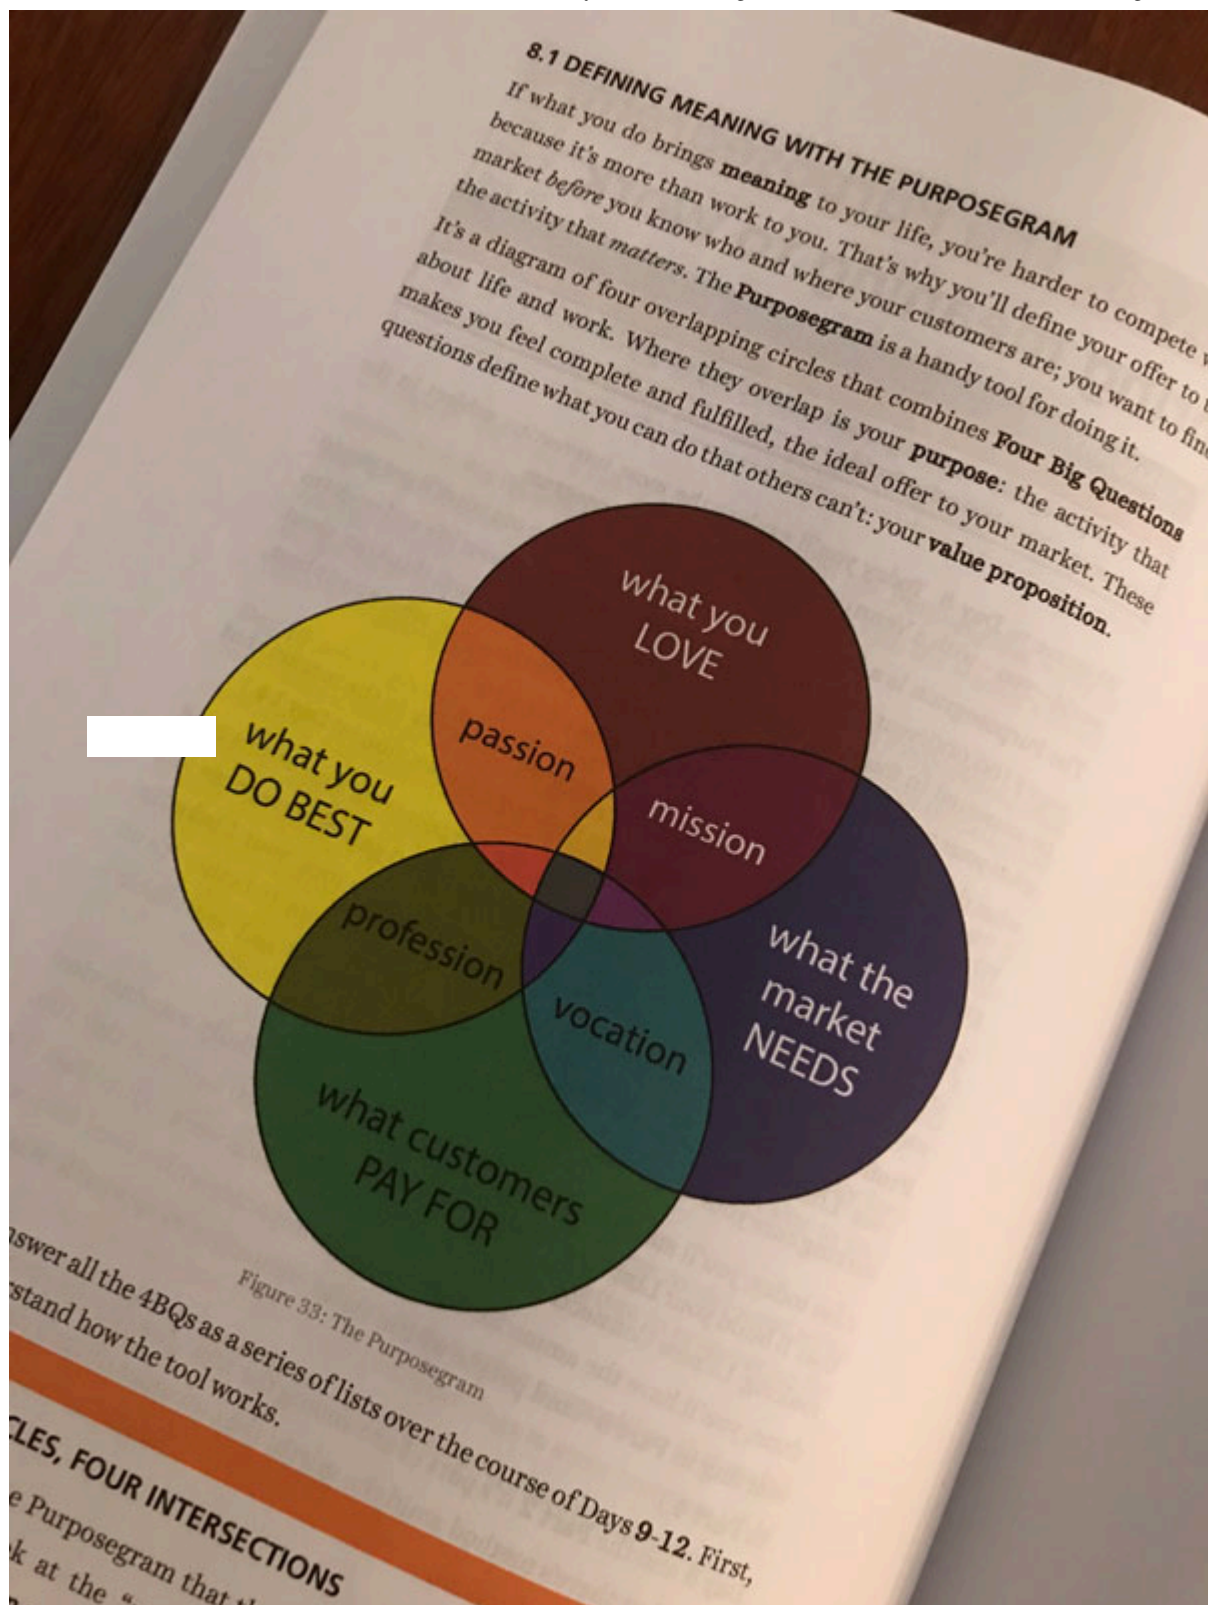 8.1 DEFINING MEANING WITH THE PURPOSEGRAM
If what you do brings meaning to your life, you're harder to compete
because it's more than work to you. That's why you'll define your offer to
market before you know who and where your customers are; you want to
the activity that matters. The Purposegram is a handy tool for doing it.
It's a diagram of four overlapping circles that combines Four Big Questions
about life and work. Where they overlap is your purpose: the activity that
makes you feel complete and fulfilled, the ideal offer to your market. These
questions define what you can do that others can't: your value proposition.
what you
LOVE
passion
what you
DO BEST
mission
profession
what the
market
NEEDS
vocation
what customers
PAY FOR
Figure 33: The Purposegram
all the 4BQs as a series of lists over the course of Days 9-12. First,
how the tool works.
FOUR INTERSECTIONS
Purposegram that
at the "